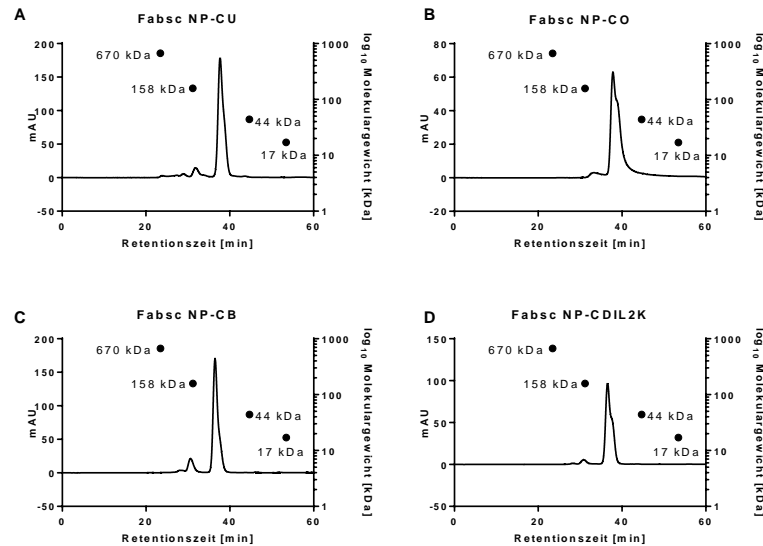 A
Fabsc NP-CU
mAU
200
150
100
50
0
-50
670 kDa
158 kDa
44 kDa
17 kDa
1000
100
10
1
log10 Molekulargewicht [kDa]
0 20 40 60
Retentionszeit [min]
B
Fabsc NP-CO
mAU
80
60
40
20
0
-20
670 kDa
158 kDa
44 kDa
17 kDa
1000
100
10
1
log10 Molekulargewicht [kDa]
0 20 40 60
Retentionszeit [min]
C
Fabsc NP-CB
mAU
200
150
100
50
0
-50
670 kDa
158 kDa
44 kDa
17 kDa
1000
100
10
1
log10 Molekulargewicht [kDa]
0 20 40 60
Retentionszeit [min]
D
Fabsc NP-CDIL2K
mAU
150
100
50
0
-50
670 kDa
158 kDa
44 kDa
17 kDa
1000
100
10
1
log10 Molekulargewicht [kDa]
0 20 40 60
Retentionszeit [min]